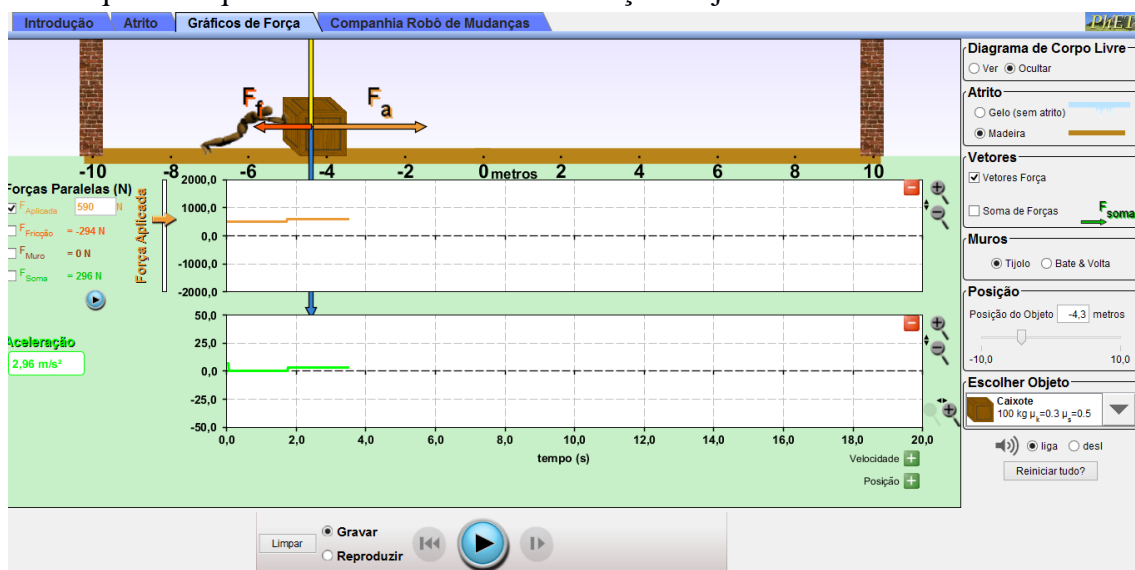 Introdução Atrito Gráficos de Força Companhia Robô de Mudanças PhET
Ff Fa
-10 -8 -6 -4 -2 0 metros 2 4 6 8 10
Forças Paralelas (N)
FAplicada 590 N
FFricção = -294 N
FMuro = 0 N
FSoma = 296 N
Força Aplicada
2000,0
1000,0
0,0
-1000,0
-2000,0
Aceleração
2,96 m/s²
50,0
25,0
0,0
-25,0
-50,0
0,0 2,0 4,0 6,0 8,0 10,0 12,0 14,0 16,0 18,0 20,0
tempo (s)
Velocidade
Posição
Diagrama de Corpo Livre
Ver Ocultar
Atrito
Gelo (sem atrito)
Madeira
Vetores
Vetores Força
Soma de Forças Fsoma
Muros
Tijolo Bate & Volta
Posição
Posição do Objeto -4,3 metros
-10,0 10,0
Escolher Objeto
Caixote
100 kg μk=0.3 μs=0.5
liga desl
Reiniciar tudo?
Limpar
Gravar
Reproduzir